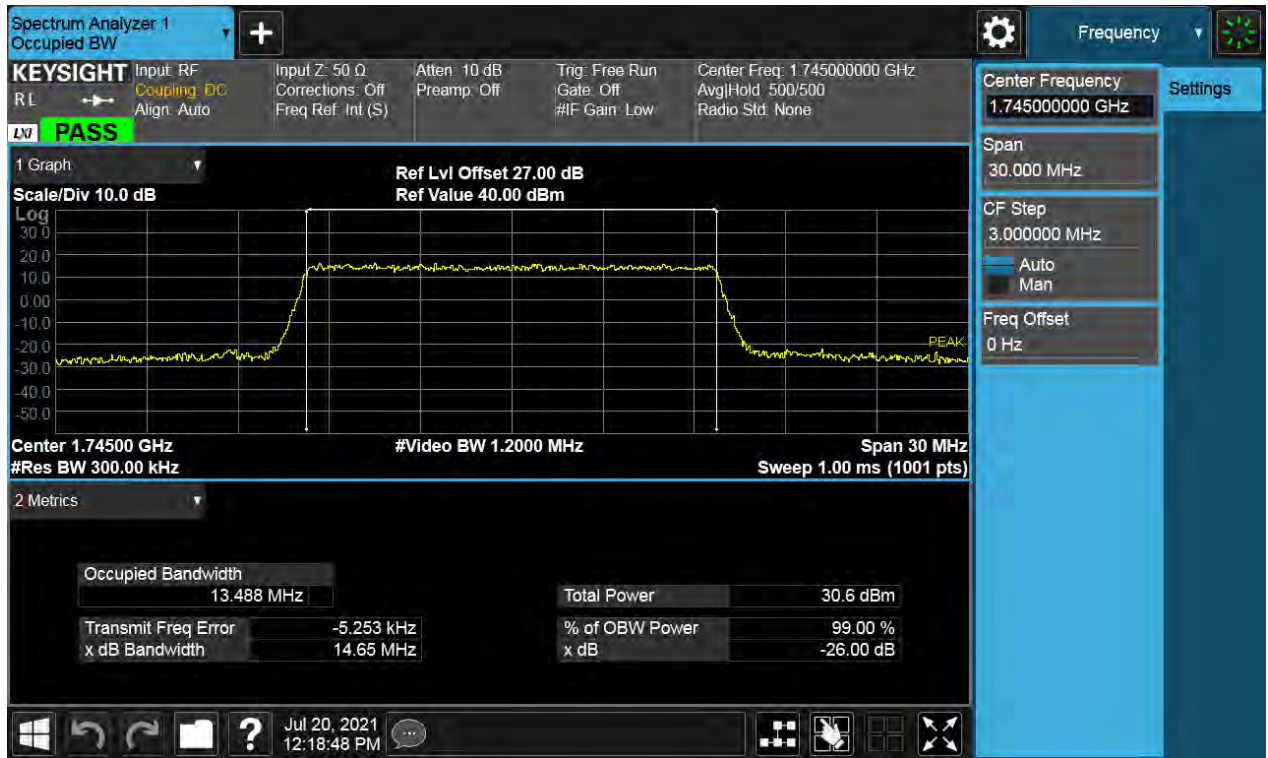 Spectrum Analyzer 1
Occupied BW
+
Frequency
KEYSIGHT
RL
LXI
PASS
Input: RF
Coupling: DC
Align: Auto
Input Z: 50 Ω
Corrections: Off
Freq Ref: Int (S)
Atten: 10 dB
Preamp: Off
Trig: Free Run
Gate: Off
#IF Gain: Low
Center Freq: 1.745000000 GHz
Avg|Hold: 500/500
Radio Std: None
Center Frequency
1.745000000 GHz
Settings
Span
30.000 MHz
CF Step
3.000000 MHz
Auto
Man
Freq Offset
0 Hz
1 Graph
Scale/Div 10.0 dB
Ref Lvl Offset 27.00 dB
Ref Value 40.00 dBm
Log
30.0
20.0
10.0
0.00
-10.0
-20.0
-30.0
-40.0
-50.0
PEAK
Center 1.74500 GHz
#Video BW 1.2000 MHz
Span 30 MHz
#Res BW 300.00 kHz
Sweep 1.00 ms (1001 pts)
2 Metrics
Occupied Bandwidth
13.488 MHz
Transmit Freq Error -5.253 kHz
x dB Bandwidth 14.65 MHz
Total Power 30.6 dBm
% of OBW Power 99.00 %
x dB -26.00 dB
?
Jul 20, 2021
12:18:48 PM